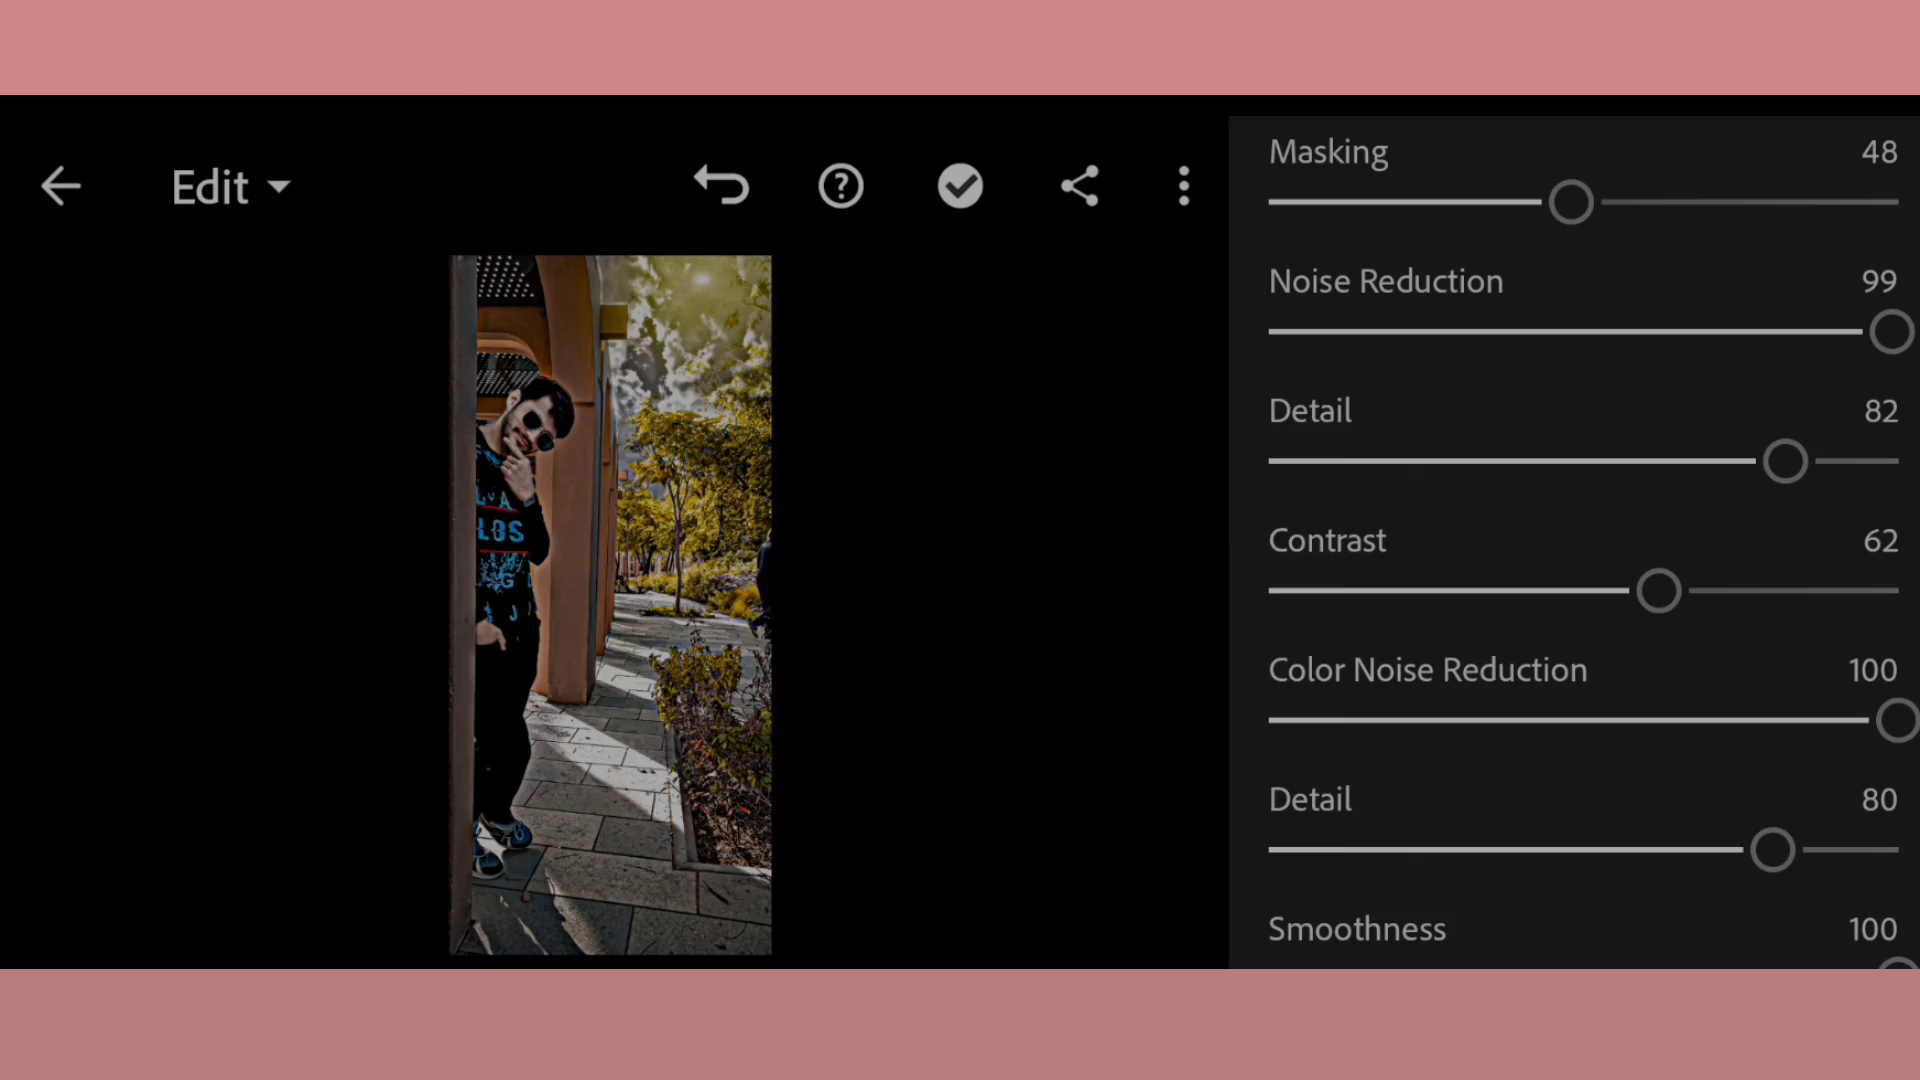 Edit
Masking 48
Noise Reduction 99
Detail 82
Contrast 62
Color Noise Reduction 100
Detail 80
Smoothness 100